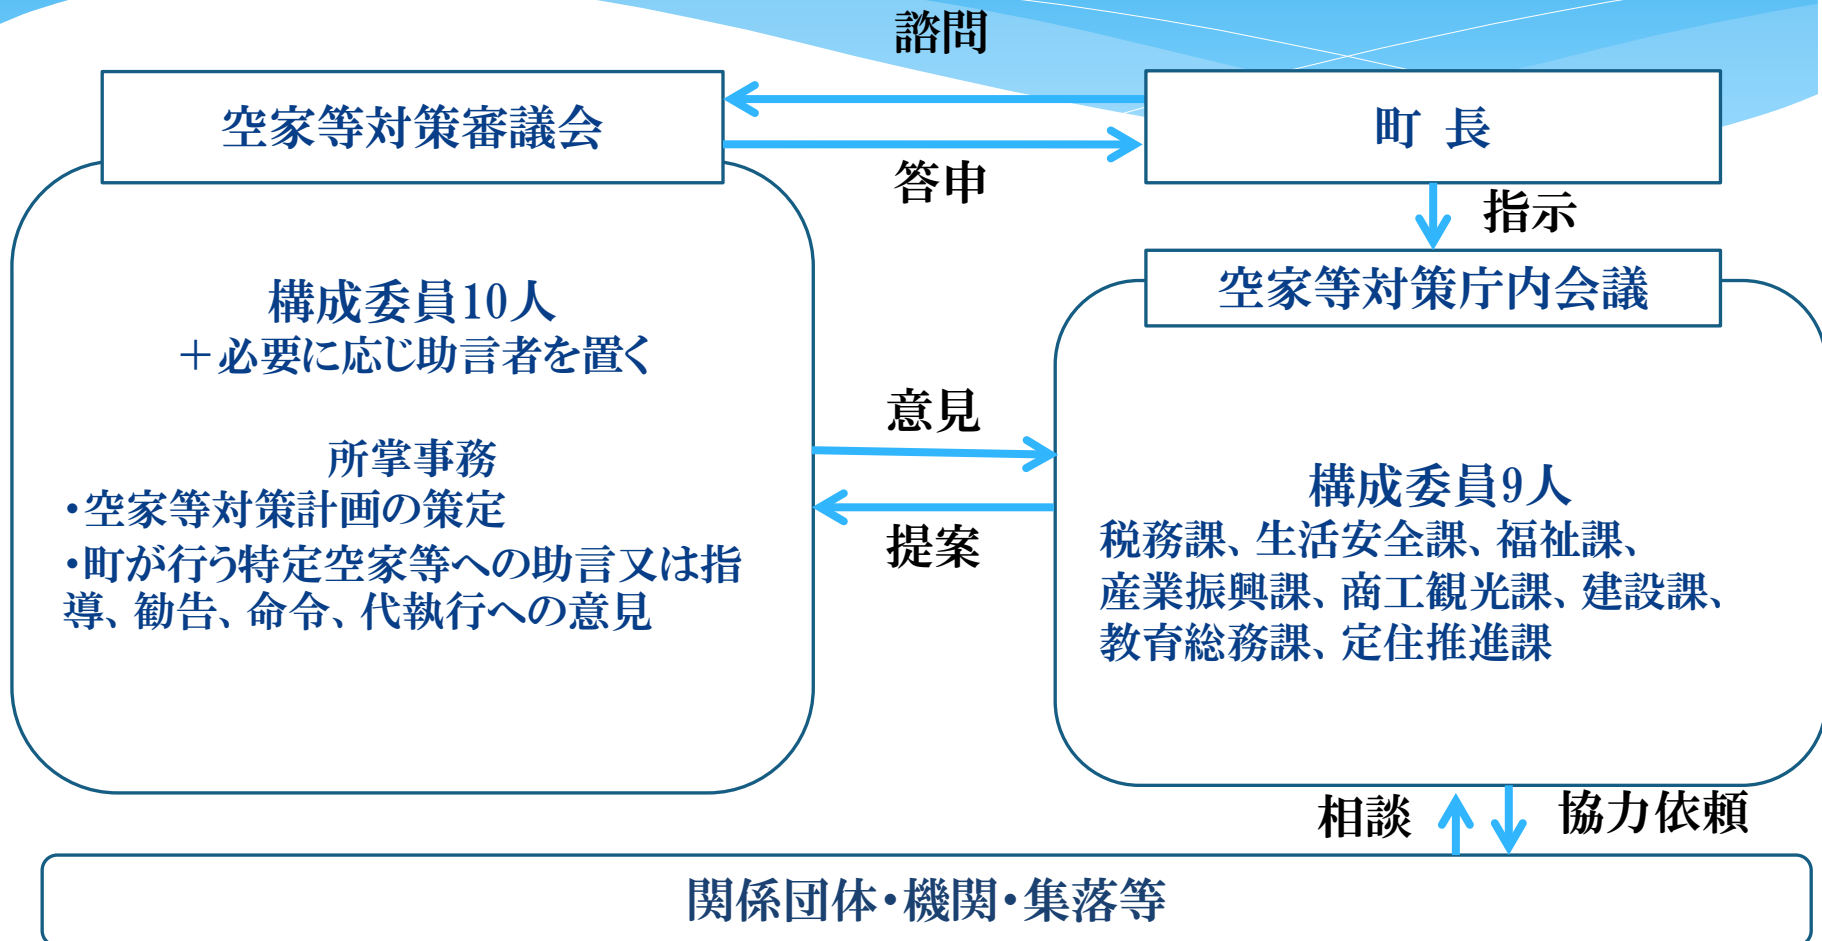 諮問
空家等対策審議会
町 長
答申
指示
空家等対策庁内会議
構成委員10人
＋必要に応じ助言者を置く
所掌事務
・空家等対策計画の策定
・町が行う特定空家等への助言又は指
導、勧告、命令、代執行への意見
意見
提案
構成委員9人
税務課、生活安全課、福祉課、
産業振興課、商工観光課、建設課、
教育総務課、定住推進課
相談
協力依頼
関係団体・機関・集落等